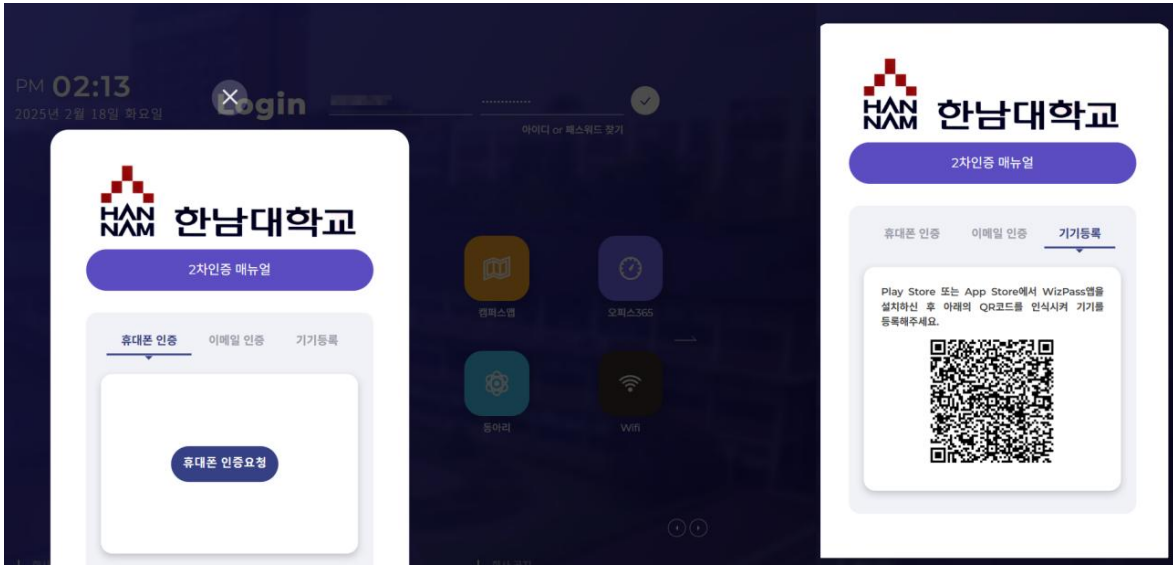 PM 02:13
2025년 2월 18일 화요일
Login
아이디 or 패스워드 찾기
HAN
NAM 한남대학교
2차인증 매뉴얼
휴대폰 인증 이메일 인증 기기등록
휴대폰 인증요청
캠퍼스맵 오피스365
동아리 Wifi
HAN
NAM 한남대학교
2차인증 매뉴얼
휴대폰 인증 이메일 인증 기기등록
Play Store 또는 App Store에서 WizPass앱을
설치하신 후 아래의 QR코드를 인식시켜 기기를
등록해주세요.